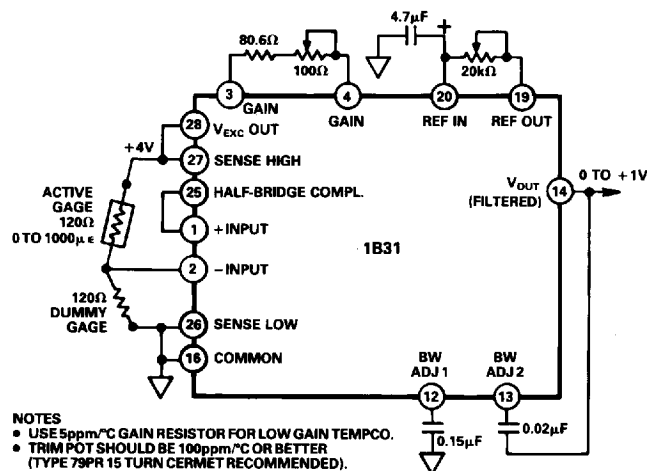 4.7μF
+
80.6Ω
100Ω
20kΩ
3
4
20
19
GAIN
GAIN
REF IN
REF OUT
28
VEXC OUT
+4V
27
SENSE HIGH
25
HALF-BRIDGE COMPL.
ACTIVE
GAGE
120Ω
0 TO 1000με
1
+INPUT
2
−INPUT
1B31
VOUT
(FILTERED)
14
0 TO +1V
120Ω
DUMMY
GAGE
26
SENSE LOW
16
COMMON
BW
ADJ 1
BW
ADJ 2
12
13
0.15μF
0.02μF
NOTES
• USE 5ppm/°C GAIN RESISTOR FOR LOW GAIN TEMPCO.
• TRIM POT SHOULD BE 100ppm/°C OR BETTER
(TYPE 79PR 15 TURN CERMET RECOMMENDED).